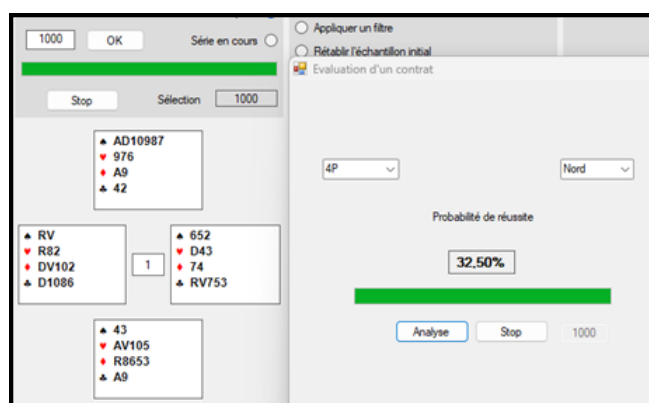 Appliquer un filtre
1000 OK Série en cours
Rétablir l'échantillon initial
Evaluation d'un contrat
Stop Sélection 1000
♠ AD10987
♥ 976
♦ A9
♣ 42
4P Nord
Probabilité de réussite
♠ RV
♥ R82
♦ DV102
♣ D1086
1
♠ 652
♥ D43
♦ 74
♣ RV753
32,50%
Analyse Stop 1000
♠ 43
♥ AV105
♦ R8653
♣ A9